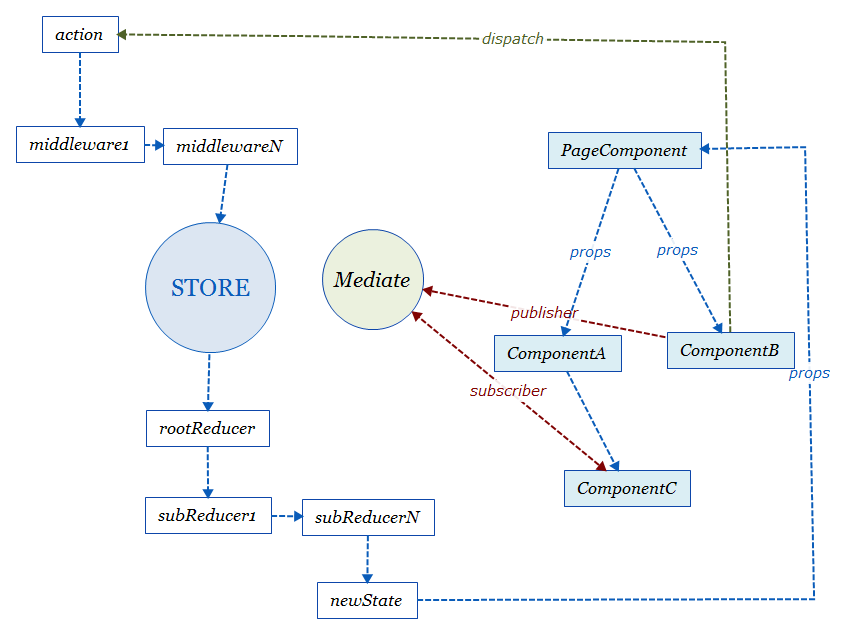 action
dispatch
middleware1
middlewareN
PageComponent
props
props
STORE
Mediate
publisher
ComponentA
ComponentB
props
subscriber
rootReducer
ComponentC
subReducer1
subReducerN
newState